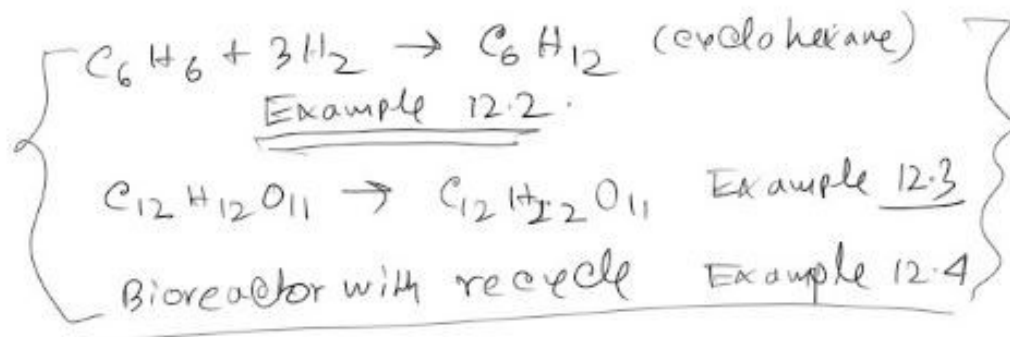 C₆H₆ + 3H₂ → C₆H₁₂ (cyclohexane)
Example 12.2.
C₁₂H₁₂O₁₁ → C₁₂H₂₂O₁₁ Example 12.3
Bioreactor with recycle Example 12.4